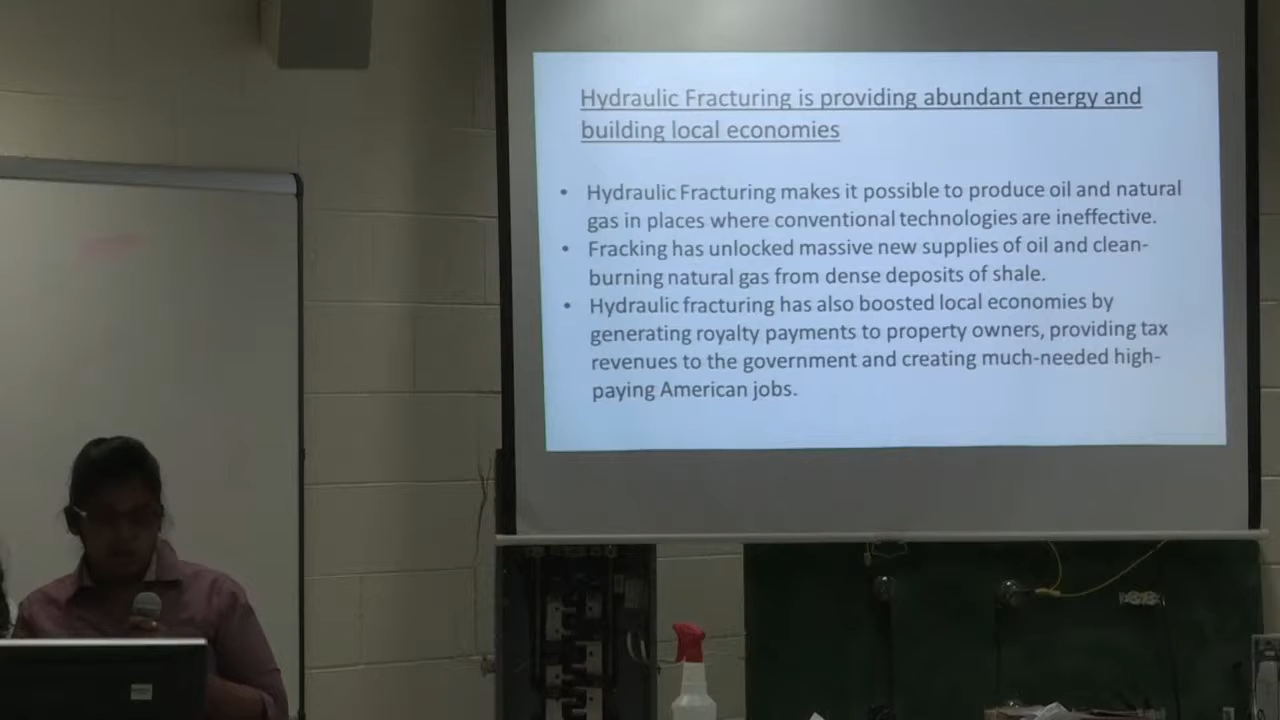 Hydraulic Fracturing is providing abundant energy and
building local economies
• Hydraulic Fracturing makes it possible to produce oil and natural
gas in places where conventional technologies are ineffective.
• Fracking has unlocked massive new supplies of oil and clean-
burning natural gas from dense deposits of shale.
• Hydraulic fracturing has also boosted local economies by
generating royalty payments to property owners, providing tax
revenues to the government and creating much-needed high-
paying American jobs.